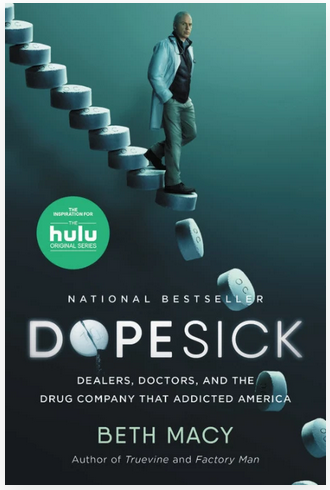 THE
INSPIRATION FOR
THE
hulu
ORIGINAL SERIES
NATIONAL BESTSELLER
DOPESICK
DEALERS, DOCTORS, AND THE
DRUG COMPANY THAT ADDICTED AMERICA
BETH MACY
Author of Truevine and Factory Man